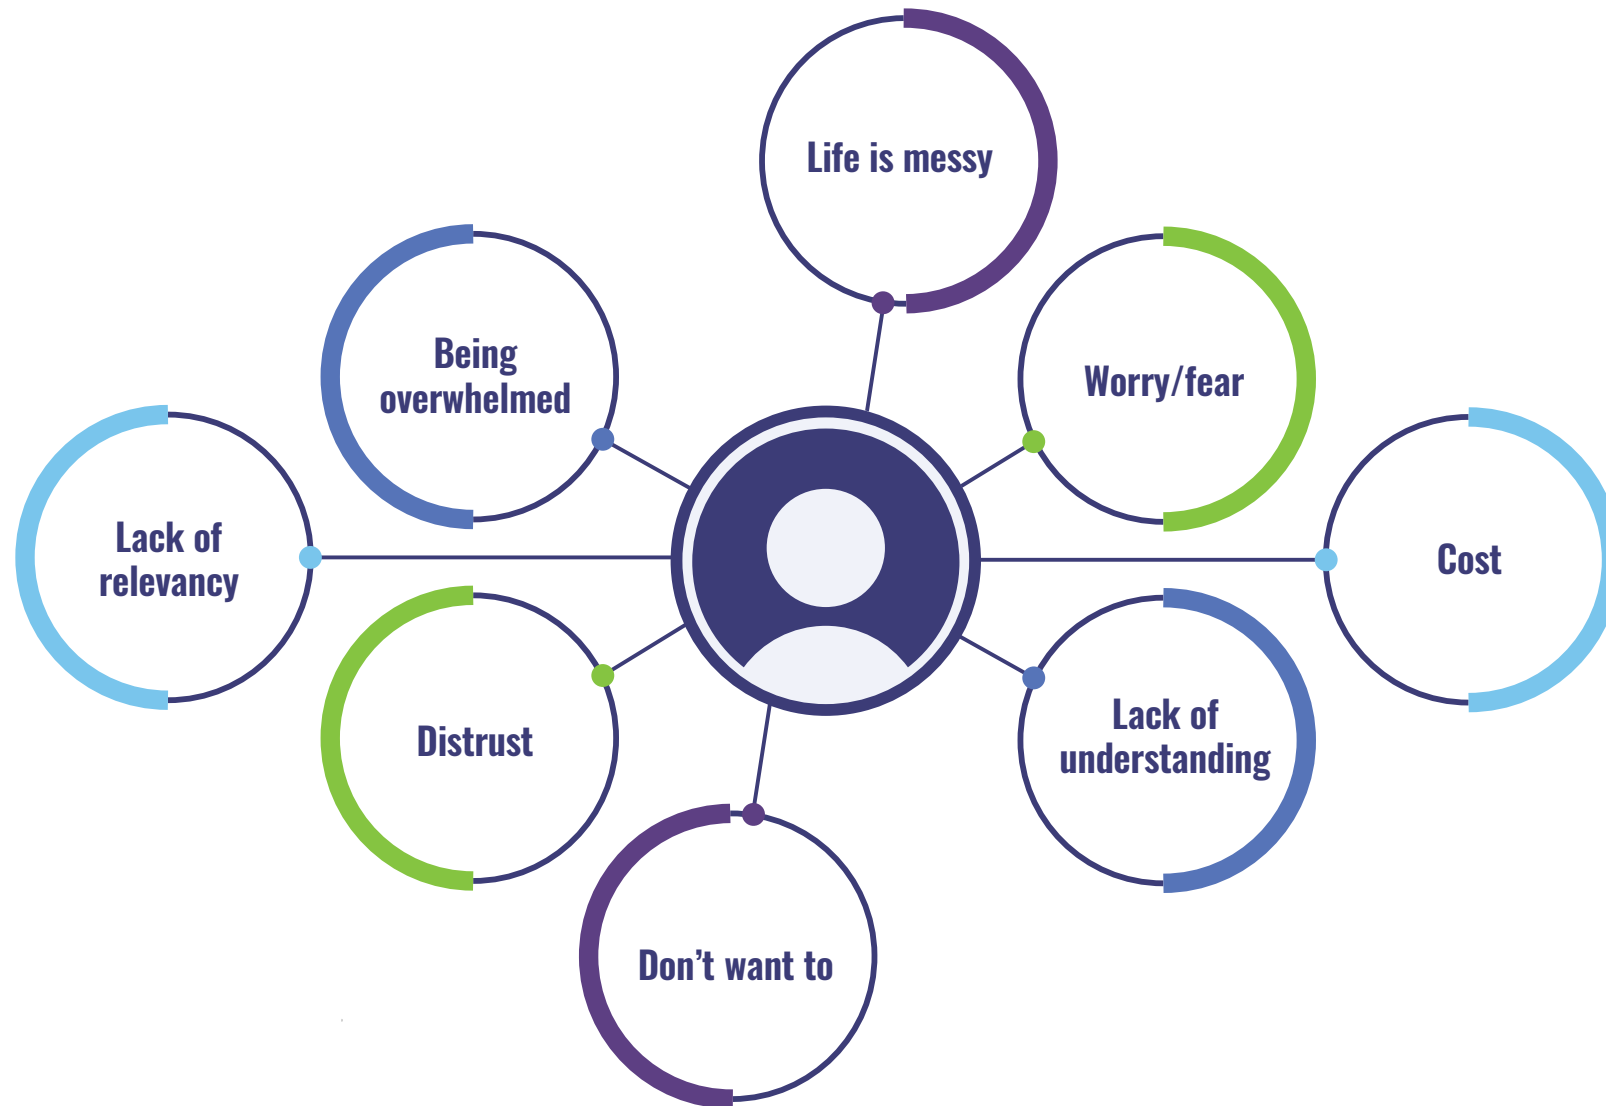 Life is messy
Being
overwhelmed
Worry/fear
Lack of
relevancy
Cost
Distrust
Lack of
understanding
Don’t want to